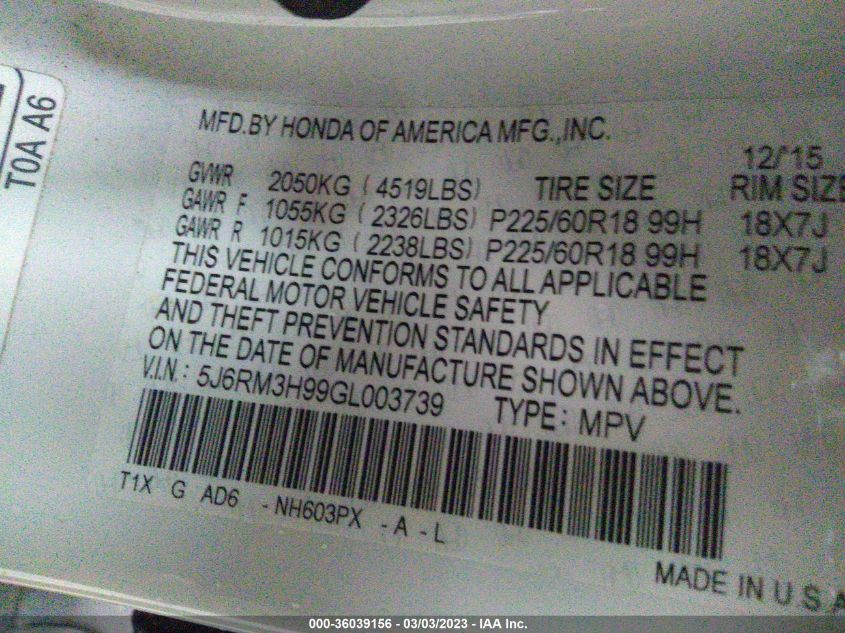 T0A A6
MFD.BY HONDA OF AMERICA MFG.,INC.
12/'15
GVWR 2050KG ( 4519LBS) TIRE SIZE RIM SIZE
GAWR F 1055KG ( 2326LBS) P225/60R18 99H 18X7J
GAWR R 1015KG ( 2238LBS) P225/60R18 99H 18X7J
THIS VEHICLE CONFORMS TO ALL APPLICABLE
FEDERAL MOTOR VEHICLE SAFETY
AND THEFT PREVENTION STANDARDS IN EFFECT
ON THE DATE OF MANUFACTURE SHOWN ABOVE.
V.I.N.: 5J6RM3H99GL003739 TYPE: MPV
T1X G AD6 -NH603PX -A-L
MADE IN U S A
000-36039156 - 03/03/2023 - IAA Inc.